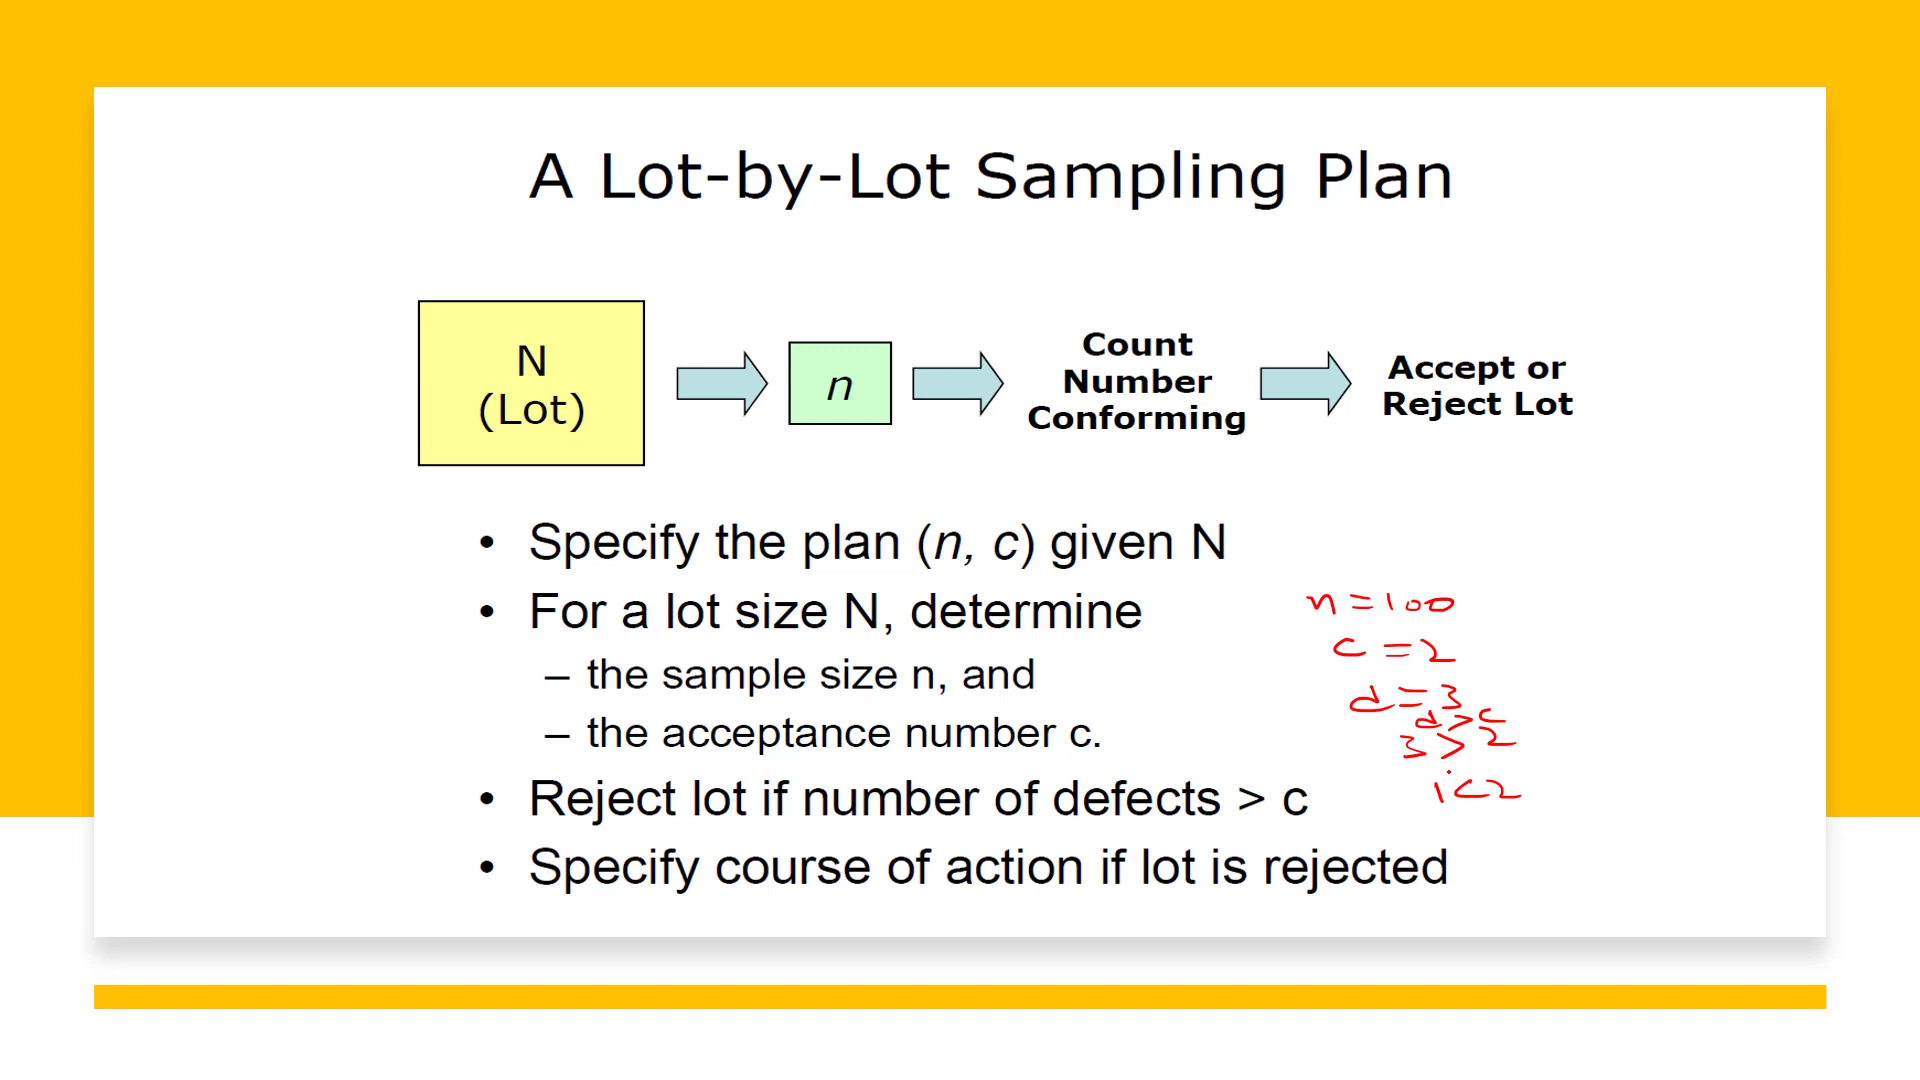 A Lot-by-Lot Sampling Plan
N
(Lot)
n
Count
Number
Conforming
Accept or
Reject Lot
• Specify the plan (n, c) given N
• For a lot size N, determine
– the sample size n, and
– the acceptance number c.
• Reject lot if number of defects > c
• Specify course of action if lot is rejected
n=100
c=2
d=3
d>c
3>2
1<2